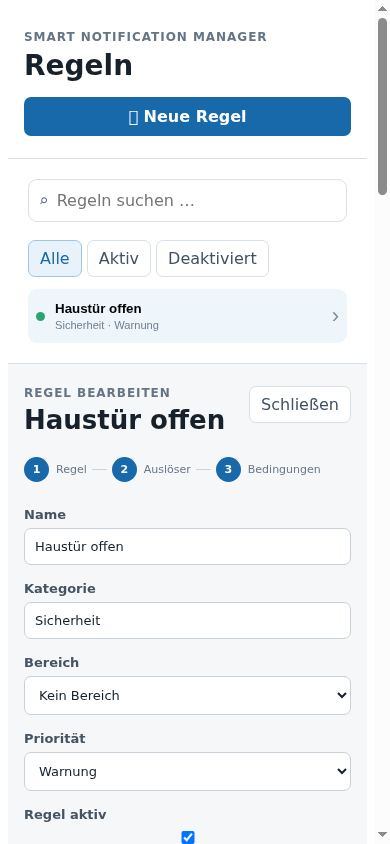 SMART NOTIFICATION MANAGER
Regeln
Neue Regel
Regeln suchen …
Alle Aktiv Deaktiviert
Haustür offen
Sicherheit · Warnung
REGEL BEARBEITEN
Haustür offen
Schließen
1 Regel 2 Auslöser 3 Bedingungen
Name
Haustür offen
Kategorie
Sicherheit
Bereich
Kein Bereich
Priorität
Warnung
Regel aktiv